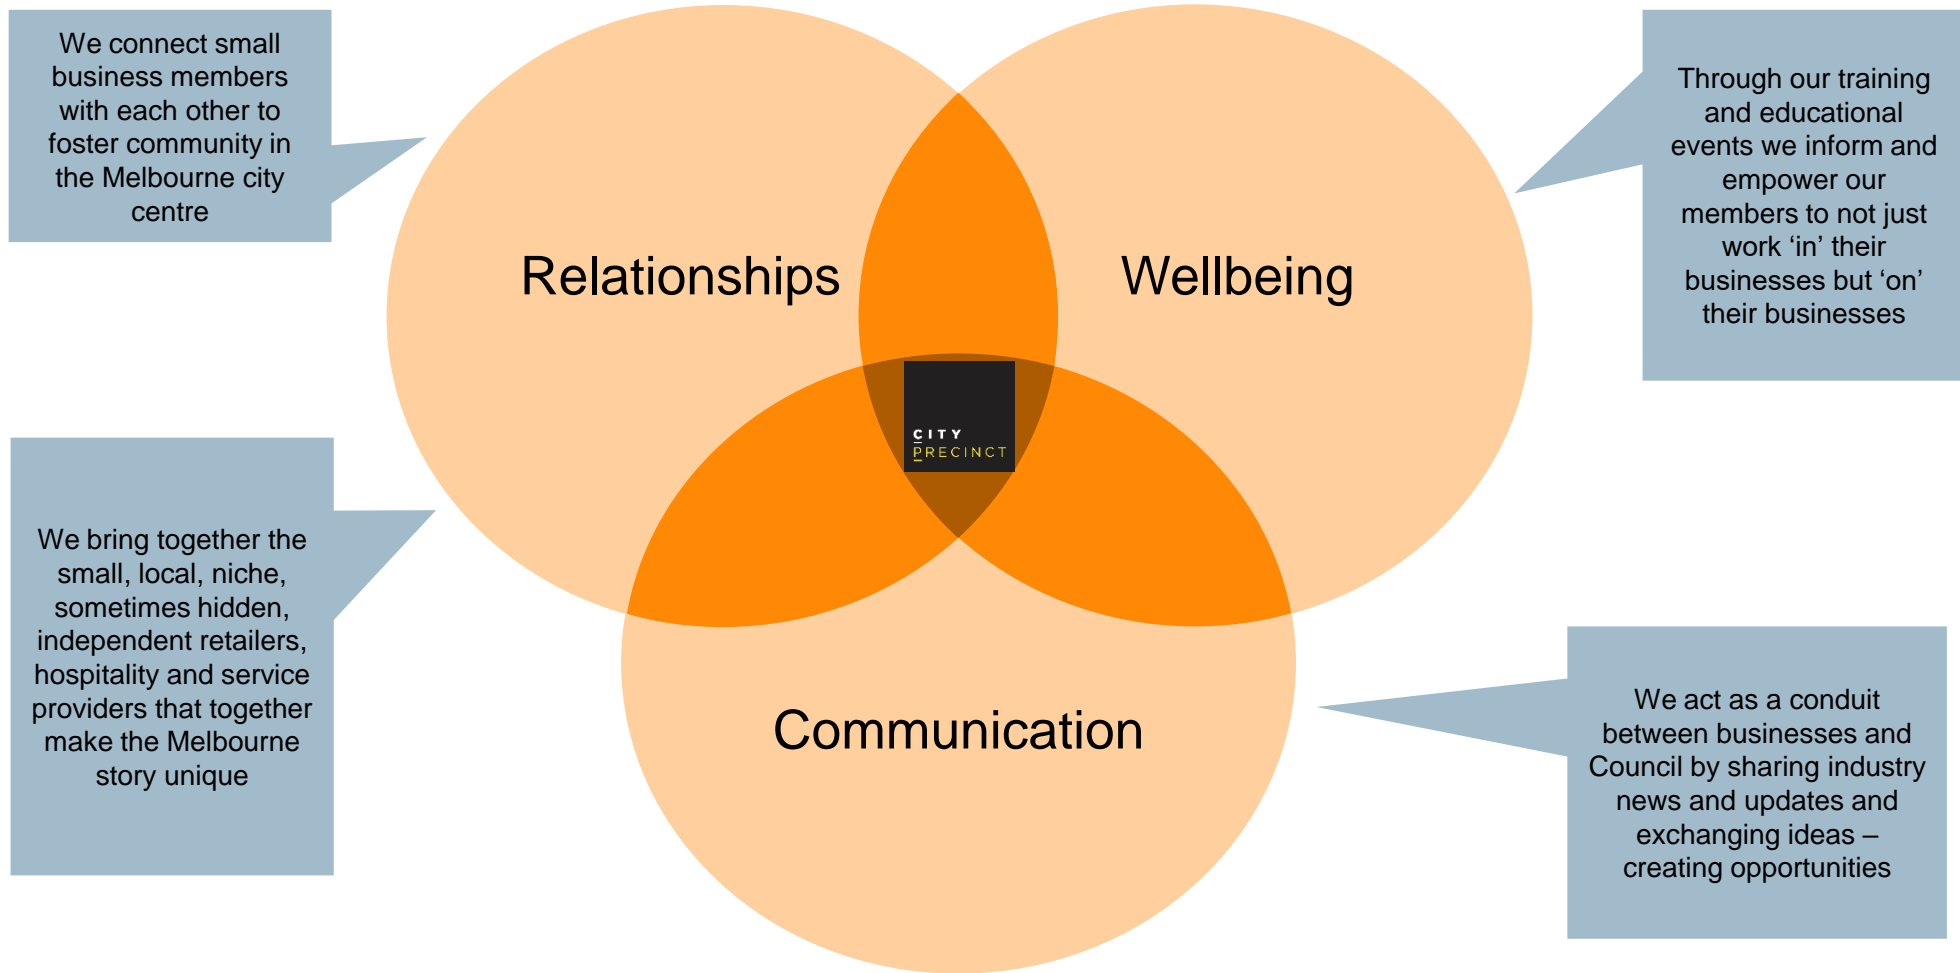 We connect small
business members
with each other to
foster community in
the Melbourne city
centre
Through our training
and educational
events we inform and
empower our
members to not just
work ‘in’ their
businesses but ‘on’
their businesses
Relationships
Wellbeing
CITY
PRECINCT
We bring together the
small, local, niche,
sometimes hidden,
independent retailers,
hospitality and service
providers that together
make the Melbourne
story unique
Communication
We act as a conduit
between businesses and
Council by sharing industry
news and updates and
exchanging ideas –
creating opportunities